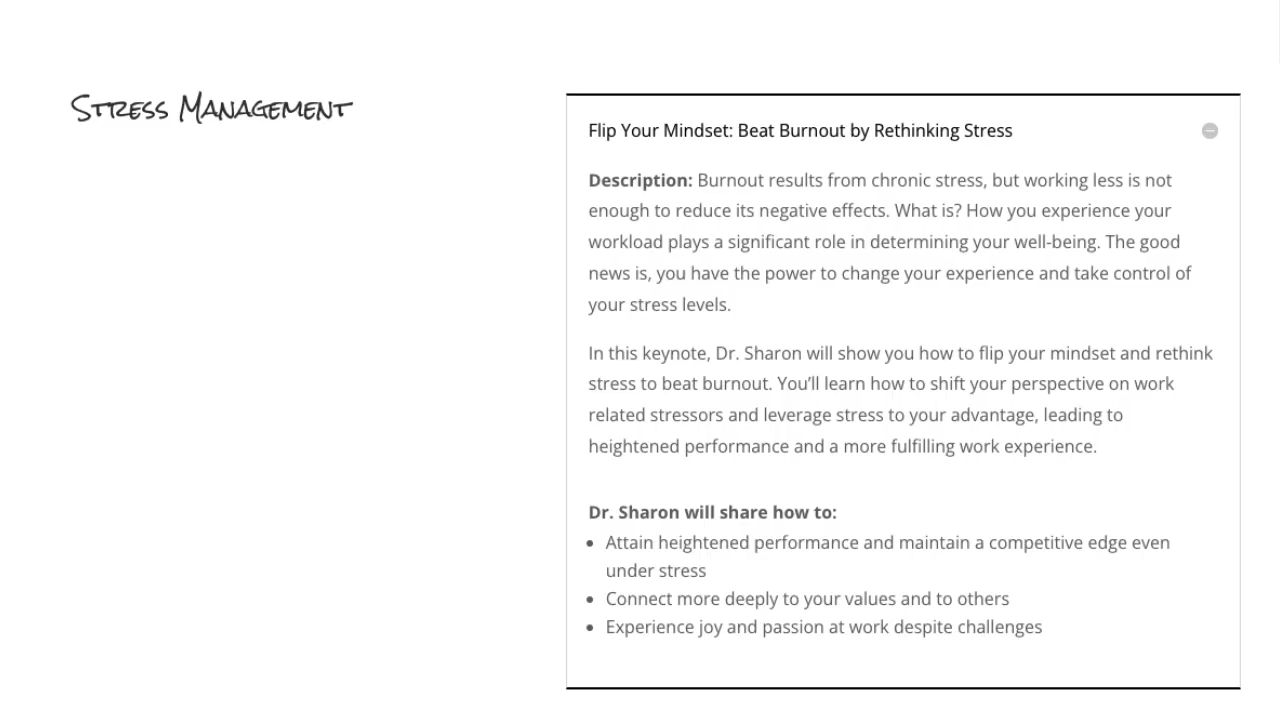 Stress Management
Flip Your Mindset: Beat Burnout by Rethinking Stress
Description: Burnout results from chronic stress, but working less is not
enough to reduce its negative effects. What is? How you experience your
workload plays a significant role in determining your well-being. The good
news is, you have the power to change your experience and take control of
your stress levels.
In this keynote, Dr. Sharon will show you how to flip your mindset and rethink
stress to beat burnout. You’ll learn how to shift your perspective on work
related stressors and leverage stress to your advantage, leading to
heightened performance and a more fulfilling work experience.
Dr. Sharon will share how to:
• Attain heightened performance and maintain a competitive edge even
under stress
• Connect more deeply to your values and to others
• Experience joy and passion at work despite challenges